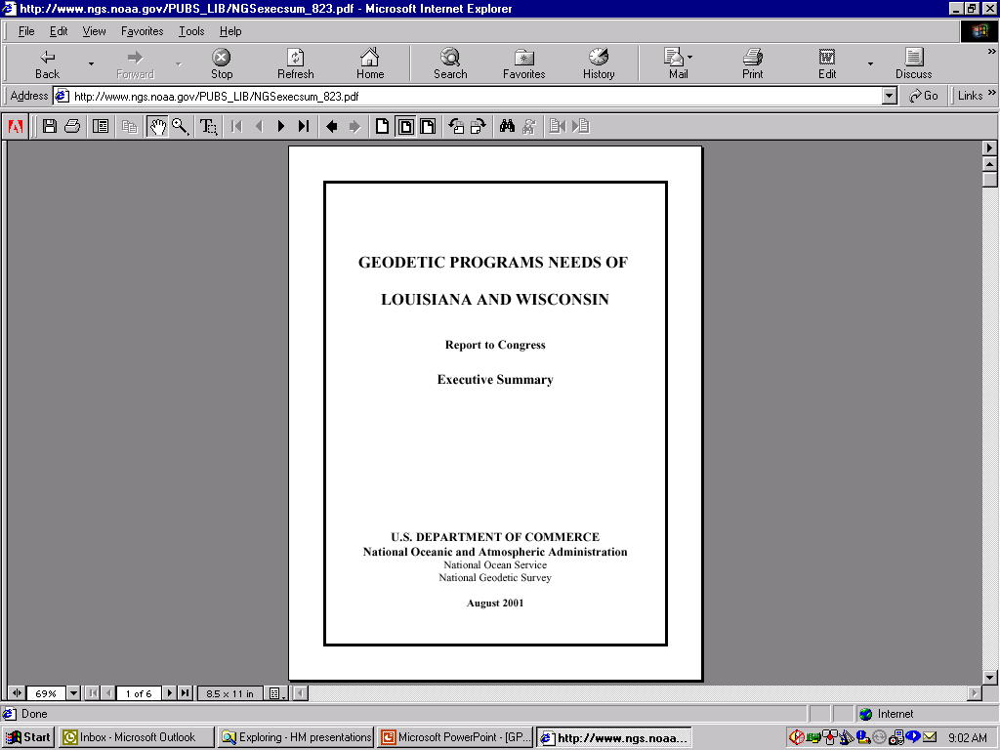 http://www.ngs.noaa.gov/PUBS_LIB/NGSexecsum_823.pdf - Microsoft Internet Explorer
File Edit View Favorites Tools Help
Back Forward Stop Refresh Home Search Favorites History Mail Print Edit Discuss
Address http://www.ngs.noaa.gov/PUBS_LIB/NGSexecsum_823.pdf Go Links
GEODETIC PROGRAMS NEEDS OF
LOUISIANA AND WISCONSIN
Report to Congress
Executive Summary
U.S. DEPARTMENT OF COMMERCE
National Oceanic and Atmospheric Administration
National Ocean Service
National Geodetic Survey
August 2001
69% 1 of 6 8.5 x 11 in
Done Internet
Start Inbox - Microsoft Outlook Exploring - HM presentations Microsoft PowerPoint - [GP... http://www.ngs.noaa... 9:02 AM